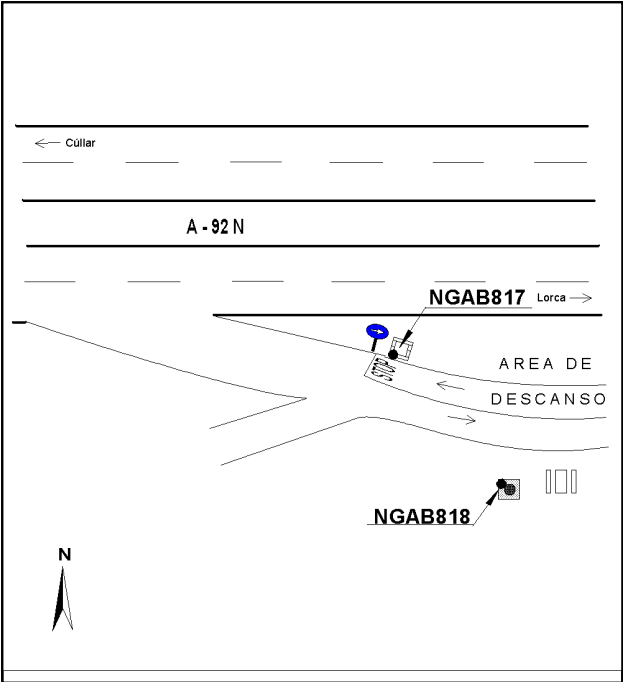 Cúllar
A - 92 N
NGAB817
Lorca
AREA DE
DESCANSO
NGAB818
N